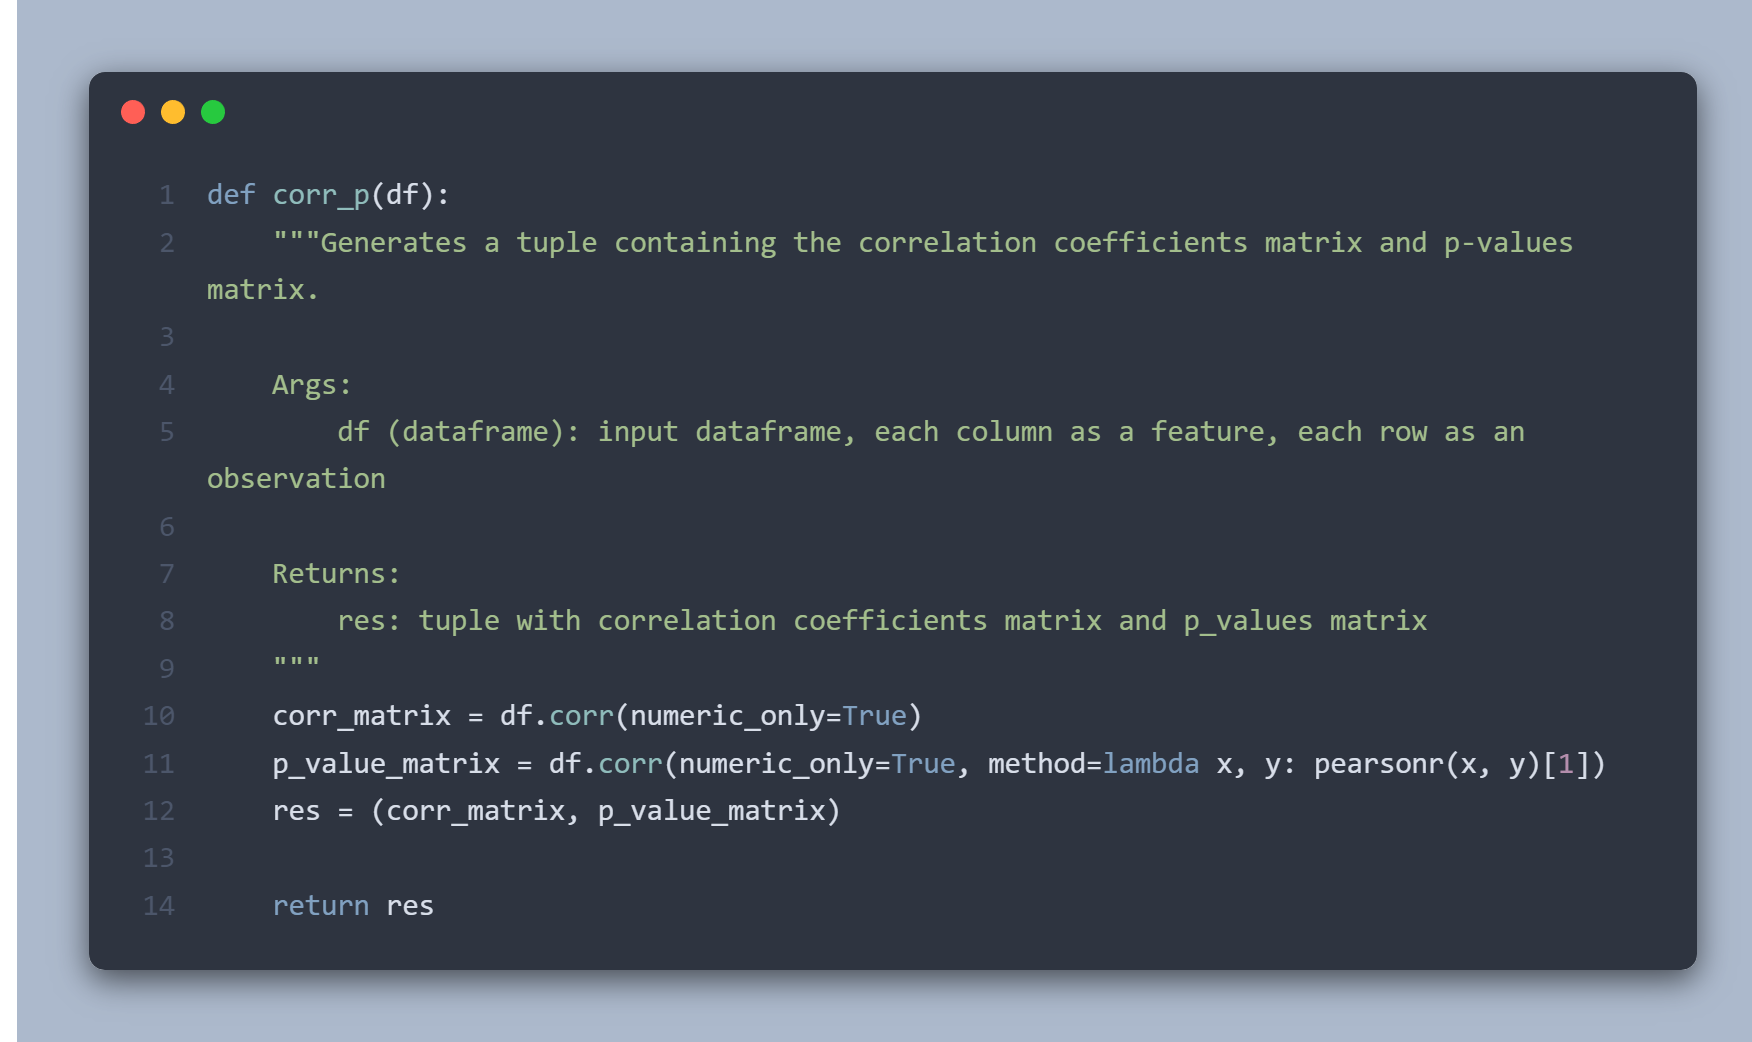 1 def corr_p(df):
2     """Generates a tuple containing the correlation coefficients matrix and p-values
matrix.
3
4     Args:
5         df (dataframe): input dataframe, each column as a feature, each row as an
observation
6
7     Returns:
8         res: tuple with correlation coefficients matrix and p_values matrix
9     """
10     corr_matrix = df.corr(numeric_only=True)
11     p_value_matrix = df.corr(numeric_only=True, method=lambda x, y: pearsonr(x, y)[1])
12     res = (corr_matrix, p_value_matrix)
13
14     return res